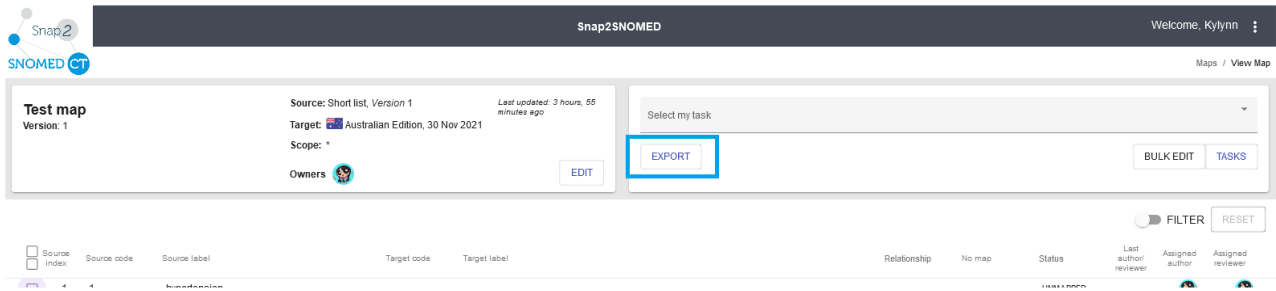 Snap2SNOMED
Welcome, Kylynn
Snap2
SNOMED CT
Maps / View Map
Test map
Version: 1
Source: Short list, Version 1
Target: Australian Edition, 30 Nov 2021
Scope: *
Owners
Last updated: 3 hours, 55
minutes ago
EDIT
Select my task
EXPORT
BULK EDIT
TASKS
FILTER
RESET
Source
index
Source code
Source label
Target code
Target label
Relationship
No map
Status
Last
author/
reviewer
Assigned
author
Assigned
reviewer
1
1
hypertension
UNMAPPED